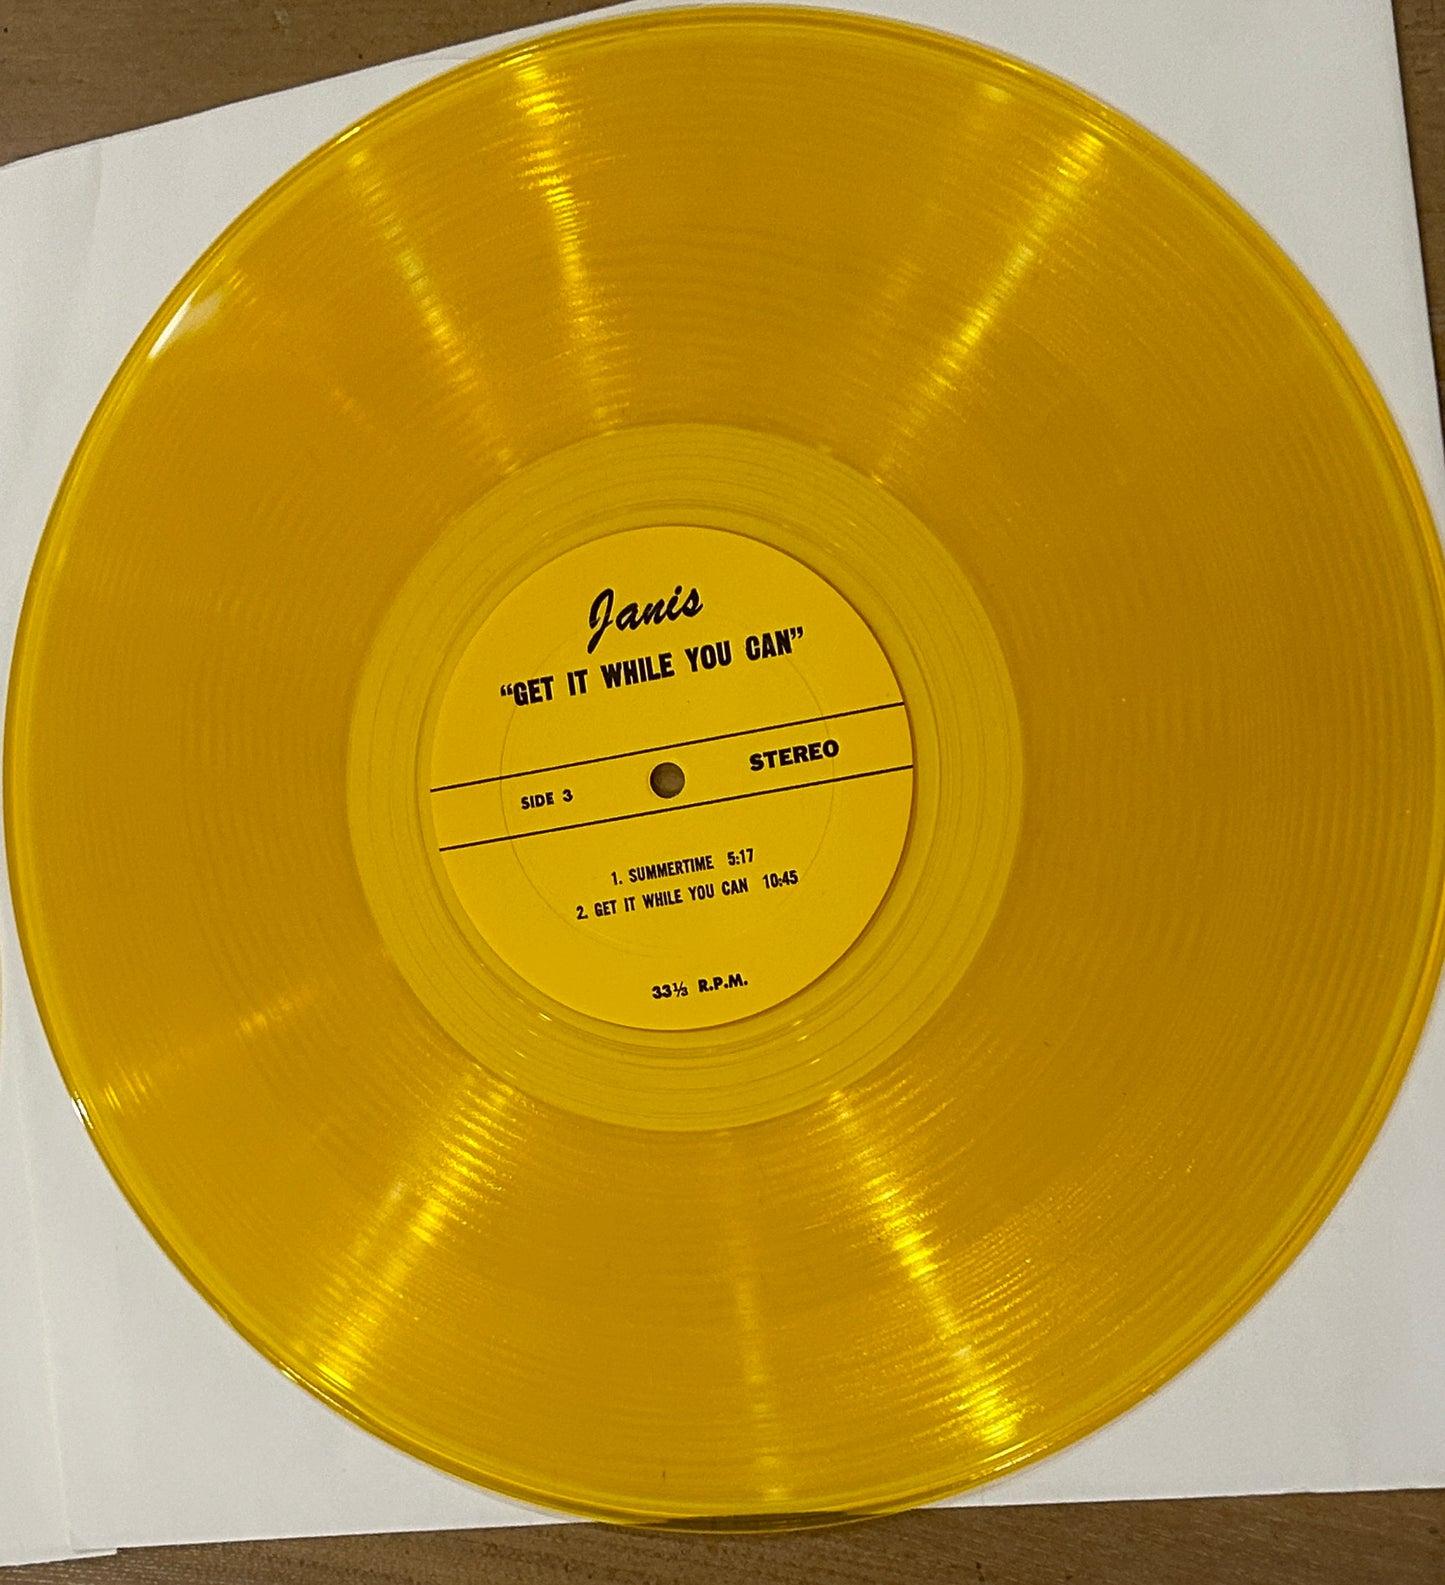 Janis
“GET IT WHILE YOU CAN”
SIDE 3 STEREO
1. SUMMERTIME 5:17
2. GET IT WHILE YOU CAN 10:45
33⅓ R.P.M.